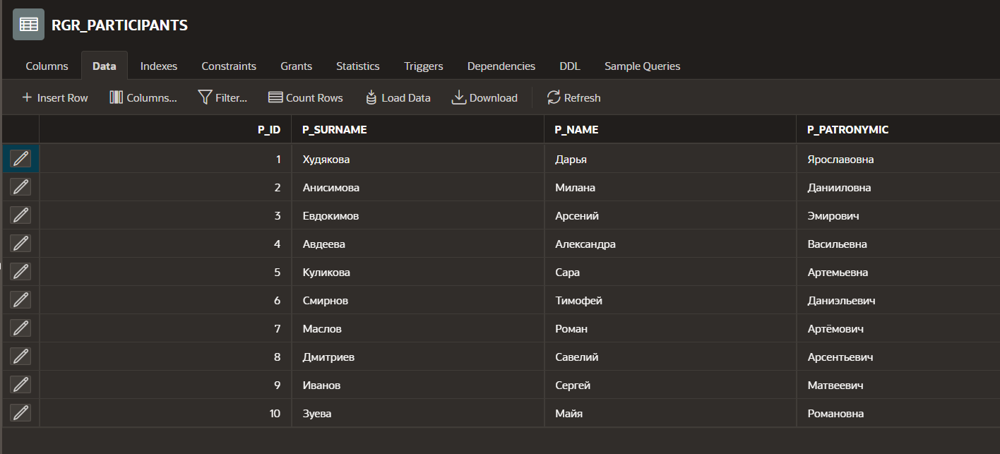 RGR_PARTICIPANTS
Columns Data Indexes Constraints Grants Statistics Triggers Dependencies DDL Sample Queries
Insert Row Columns... Filter... Count Rows Load Data Download Refresh
P_ID P_SURNAME P_NAME P_PATRONYMIC
1 Худякова Дарья Ярославовна
2 Анисимова Милана Данииловна
3 Евдокимов Арсений Эмирович
4 Авдеева Александра Васильевна
5 Куликова Сара Артемьевна
6 Смирнов Тимофей Даниэльевич
7 Маслов Роман Артёмович
8 Дмитриев Савелий Арсентьевич
9 Иванов Сергей Матвеевич
10 Зуева Майя Романовна